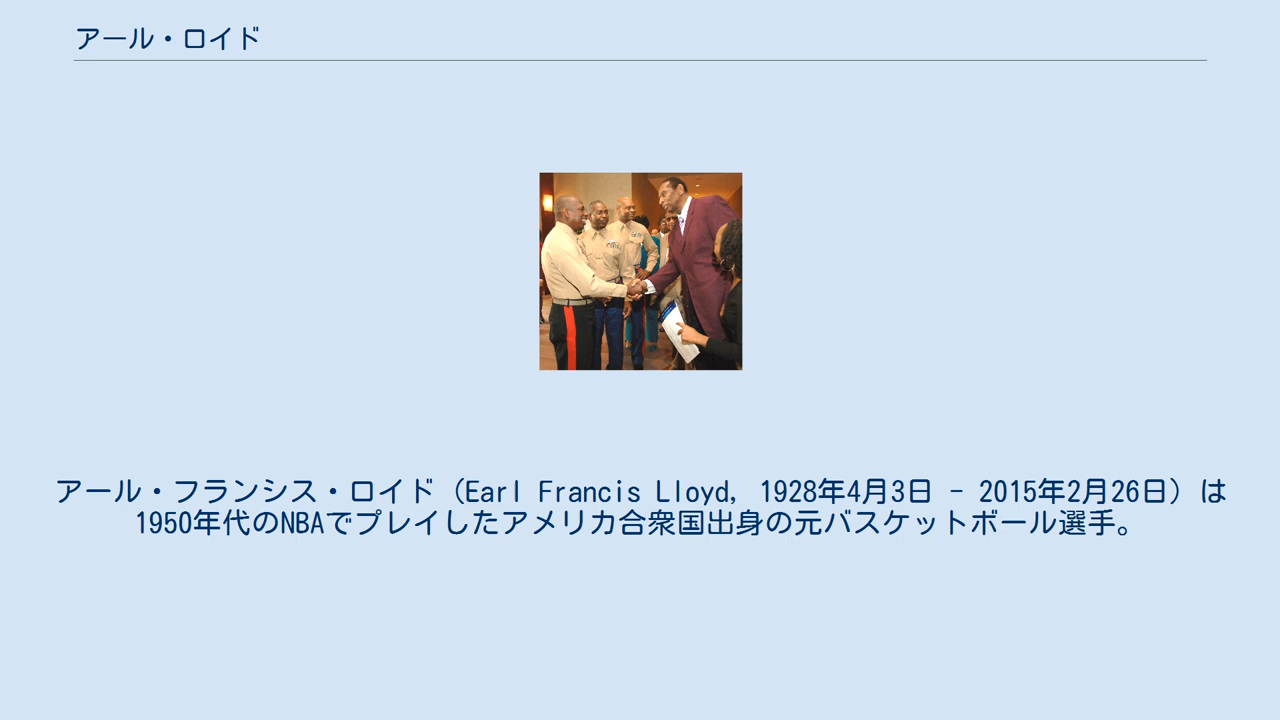 アール・ロイド
アール・フランシス・ロイド（Earl Francis Lloyd, 1928年4月3日 - 2015年2月26日）は
1950年代のNBAでプレイしたアメリカ合衆国出身の元バスケットボール選手。